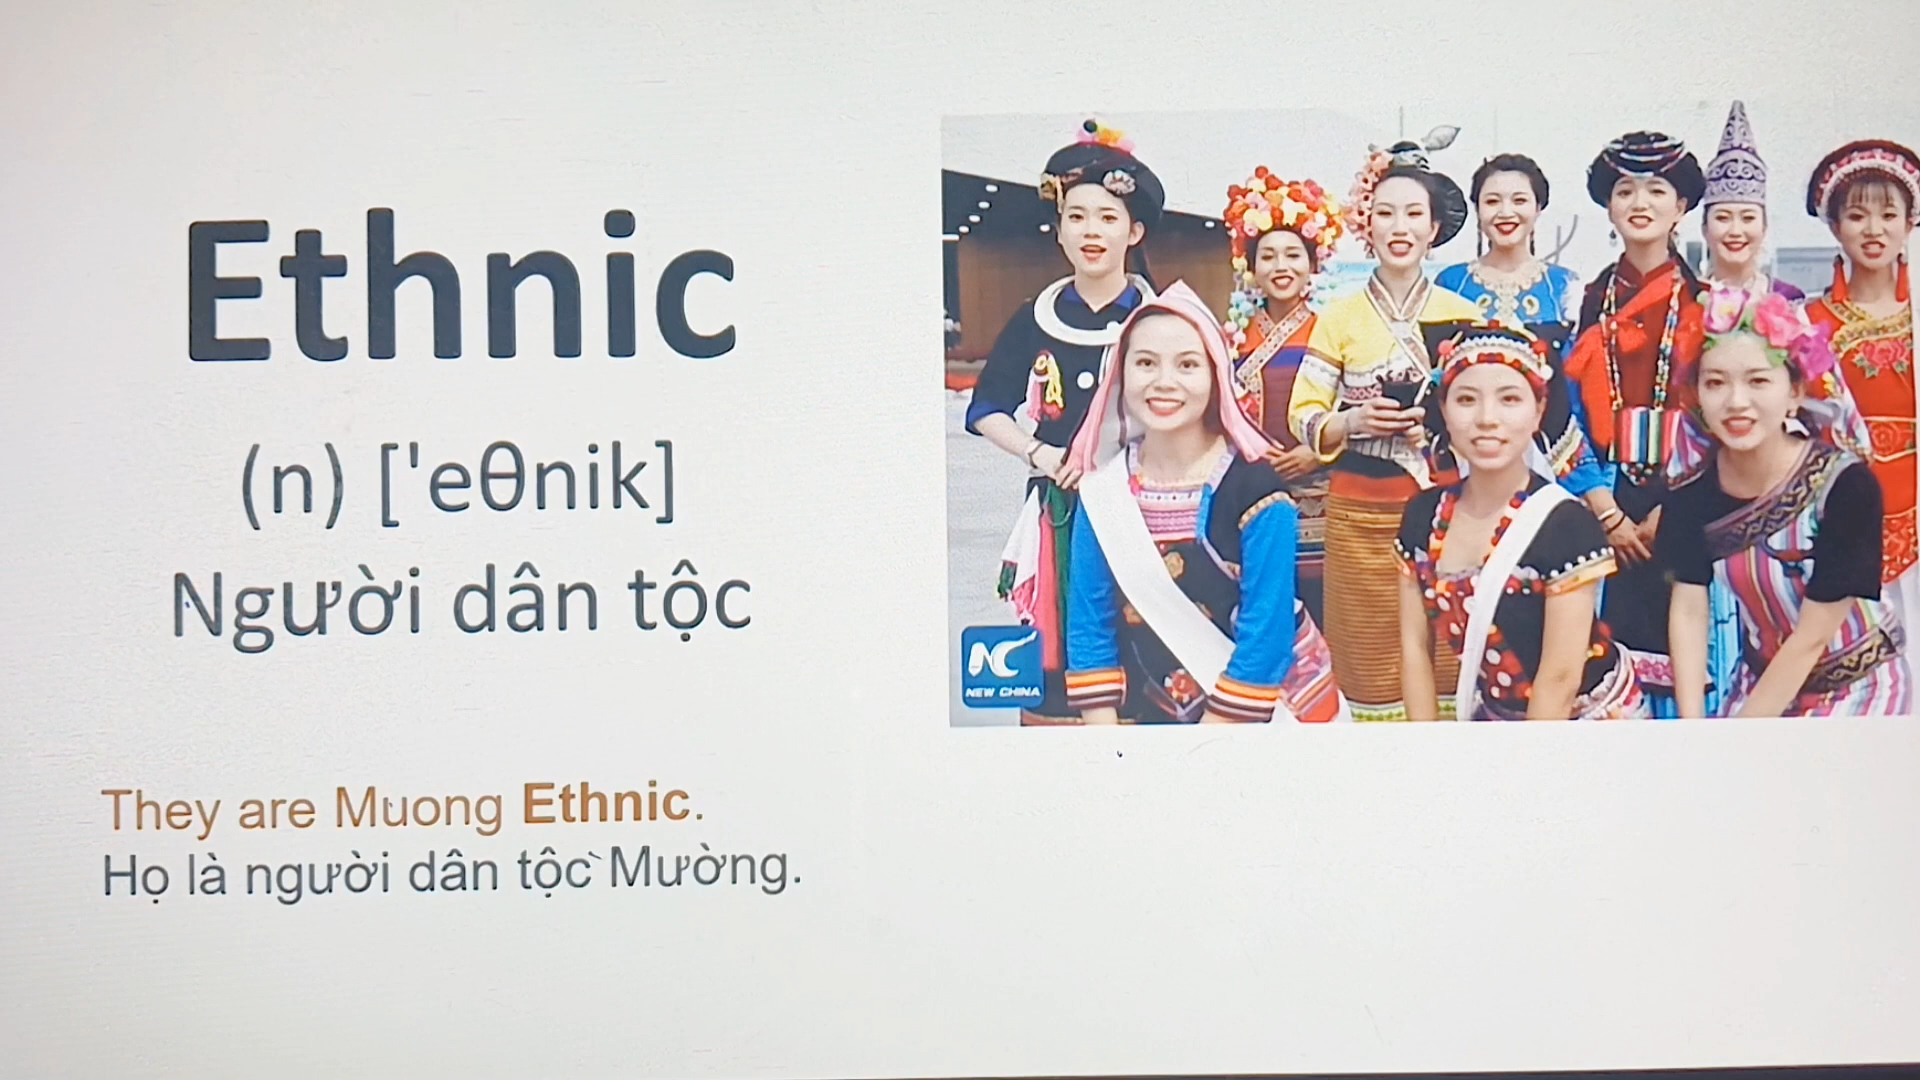 Ethnic
(n) ['eθnik]
Người dân tộc
They are Muong Ethnic.
Họ là người dân tộc Mường.
NEW CHINA